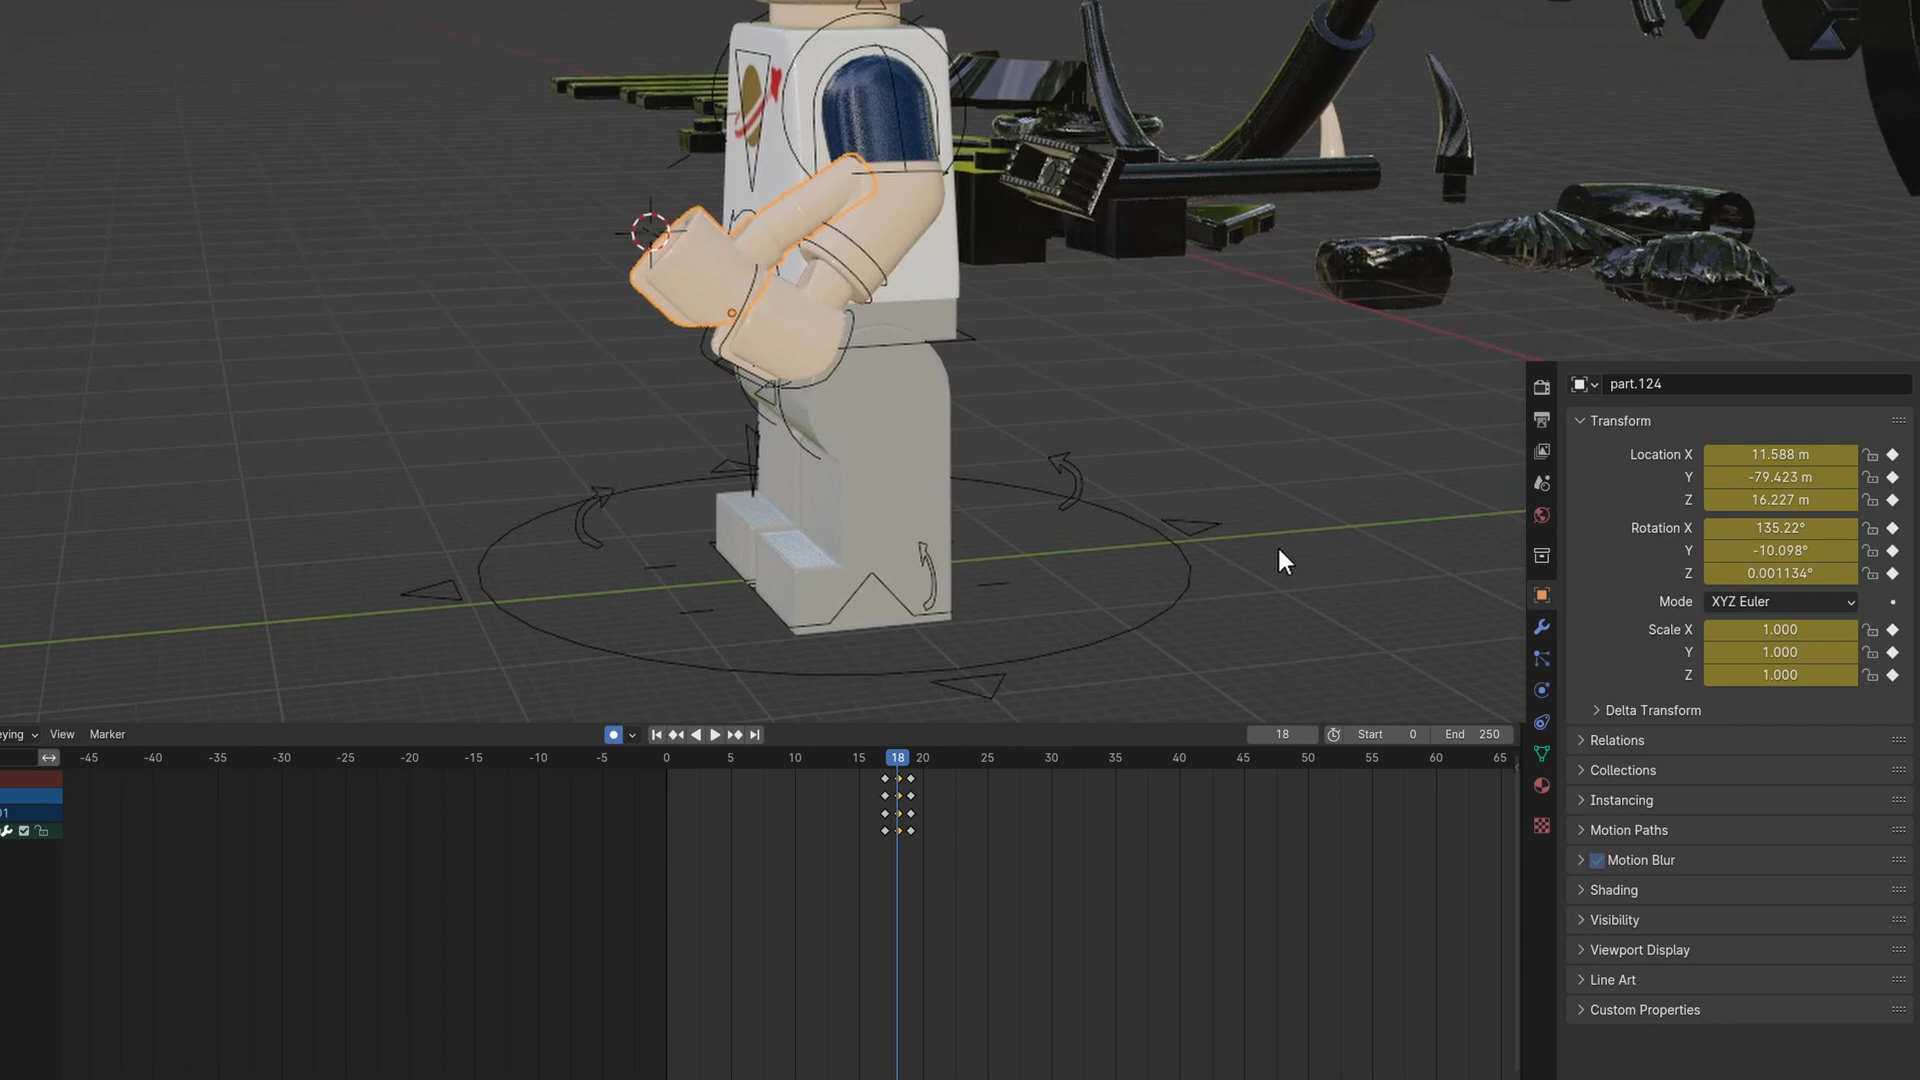 part.124
Transform
Location X 11.588 m
Y -79.423 m
Z 16.227 m
Rotation X 135.22°
Y -10.098°
Z 0.001134°
Mode XYZ Euler
Scale X 1.000
Y 1.000
Z 1.000
Delta Transform
Relations
Collections
Instancing
Motion Paths
Motion Blur
Shading
Visibility
Viewport Display
Line Art
Custom Properties
eying View Marker 18 Start 0 End 250
-45 -40 -35 -30 -25 -20 -15 -10 -5 0 5 10 15 18 20 25 30 35 40 45 50 55 60 65
01